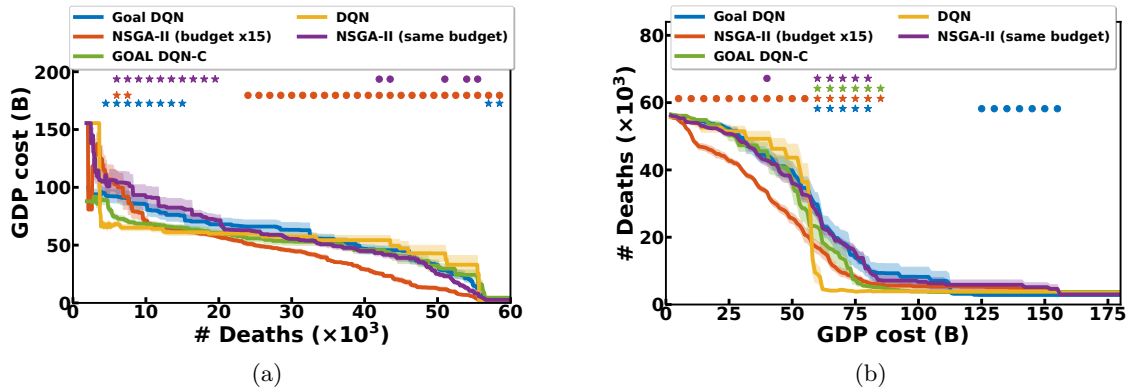 Goal DQN
NSGA-II (budget x15)
GOAL DQN-C
DQN
NSGA-II (same budget)
200
150
100
50
0
GDP cost (B)
0 10 20 30 40 50 60
# Deaths (×10³)
(a)
Goal DQN
NSGA-II (budget x15)
GOAL DQN-C
DQN
NSGA-II (same budget)
80
60
40
20
0
# Deaths (×10³)
0 25 50 75 100 125 150 175
GDP cost (B)
(b)